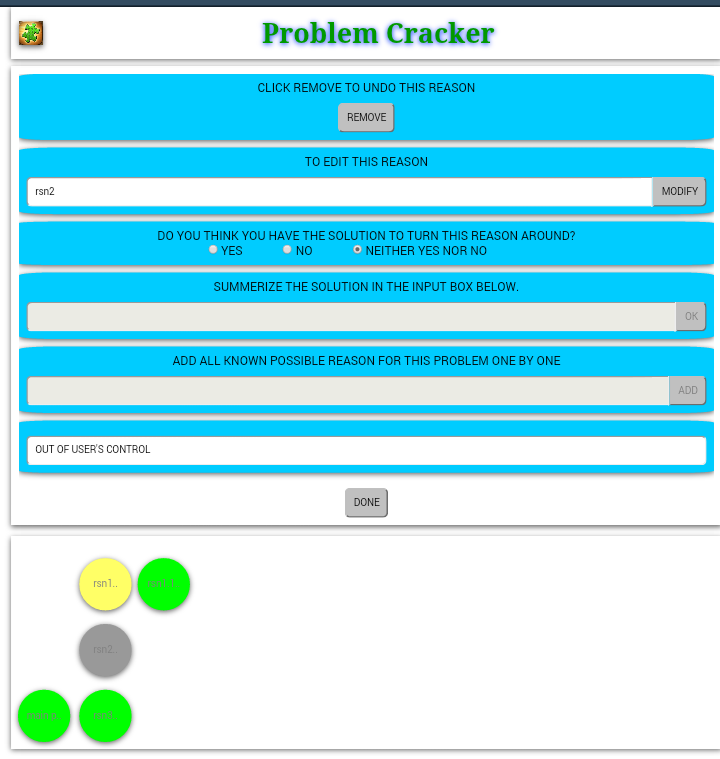 Problem Cracker
CLICK REMOVE TO UNDO THIS REASON
REMOVE
TO EDIT THIS REASON
rsn2 MODIFY
DO YOU THINK YOU HAVE THE SOLUTION TO TURN THIS REASON AROUND?
YES NO NEITHER YES NOR NO
SUMMERIZE THE SOLUTION IN THE INPUT BOX BELOW.
OK
ADD ALL KNOWN POSSIBLE REASON FOR THIS PROBLEM ONE BY ONE
ADD
OUT OF USER'S CONTROL
DONE
rsn1.. rsn1.1..
rsn2..
main p.. rsn3..